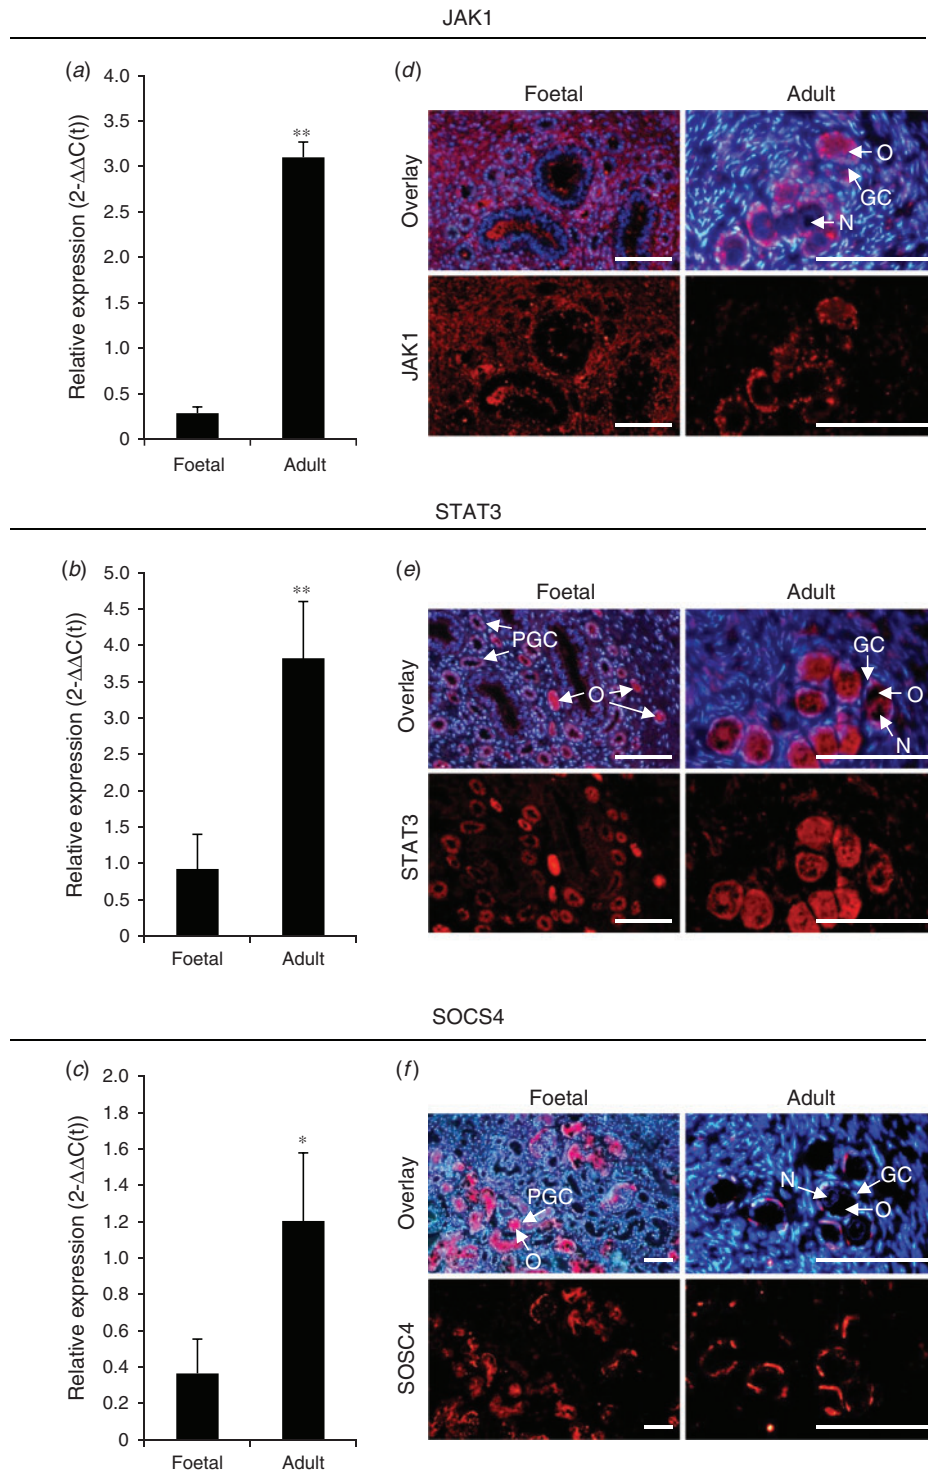 JAK1
(a)
4.0
3.5
3.0
2.5
2.0
1.5
1.0
0.5
0
Relative expression (2-ΔΔC(t))
**
Foetal Adult
(d)
Foetal Adult
Overlay
O
GC
N
JAK1
STAT3
(b)
5.0
4.5
4.0
3.5
3.0
2.5
2.0
1.5
1.0
0.5
0
Relative expression (2-ΔΔC(t))
**
Foetal Adult
(e)
Foetal Adult
Overlay
PGC
O
GC
O
N
STAT3
SOCS4
(c)
2.0
1.8
1.6
1.4
1.2
1.0
0.8
0.6
0.4
0.2
0
Relative expression (2-ΔΔC(t))
*
Foetal Adult
(f)
Foetal Adult
Overlay
PGC
O
N
GC
O
SOSC4